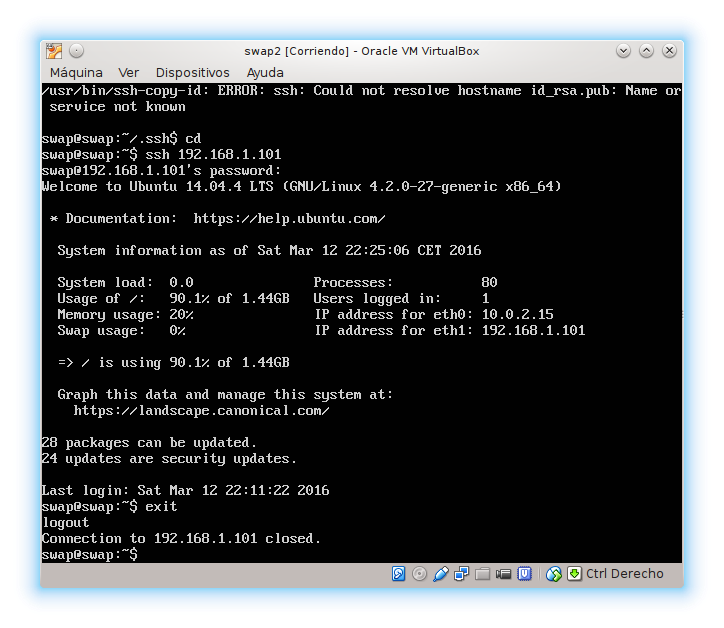 swap2 [Corriendo] - Oracle VM VirtualBox
Máquina Ver Dispositivos Ayuda
/usr/bin/ssh-copy-id: ERROR: ssh: Could not resolve hostname id_rsa.pub: Name or
service not known
swap@swap:~/.ssh$ cd
swap@swap:~$ ssh 192.168.1.101
swap@192.168.1.101's password:
Welcome to Ubuntu 14.04.4 LTS (GNU/Linux 4.2.0-27-generic x86_64)
* Documentation:  https://help.ubuntu.com/
System information as of Sat Mar 12 22:25:06 CET 2016
System load:  0.0               Processes:           80
Usage of /:   90.1% of 1.44GB   Users logged in:     1
Memory usage: 20%               IP address for eth0: 10.0.2.15
Swap usage:   0%                IP address for eth1: 192.168.1.101
=> / is using 90.1% of 1.44GB
Graph this data and manage this system at:
https://landscape.canonical.com/
28 packages can be updated.
24 updates are security updates.
Last login: Sat Mar 12 22:11:22 2016
swap@swap:~$ exit
logout
Connection to 192.168.1.101 closed.
swap@swap:~$
Ctrl Derecho